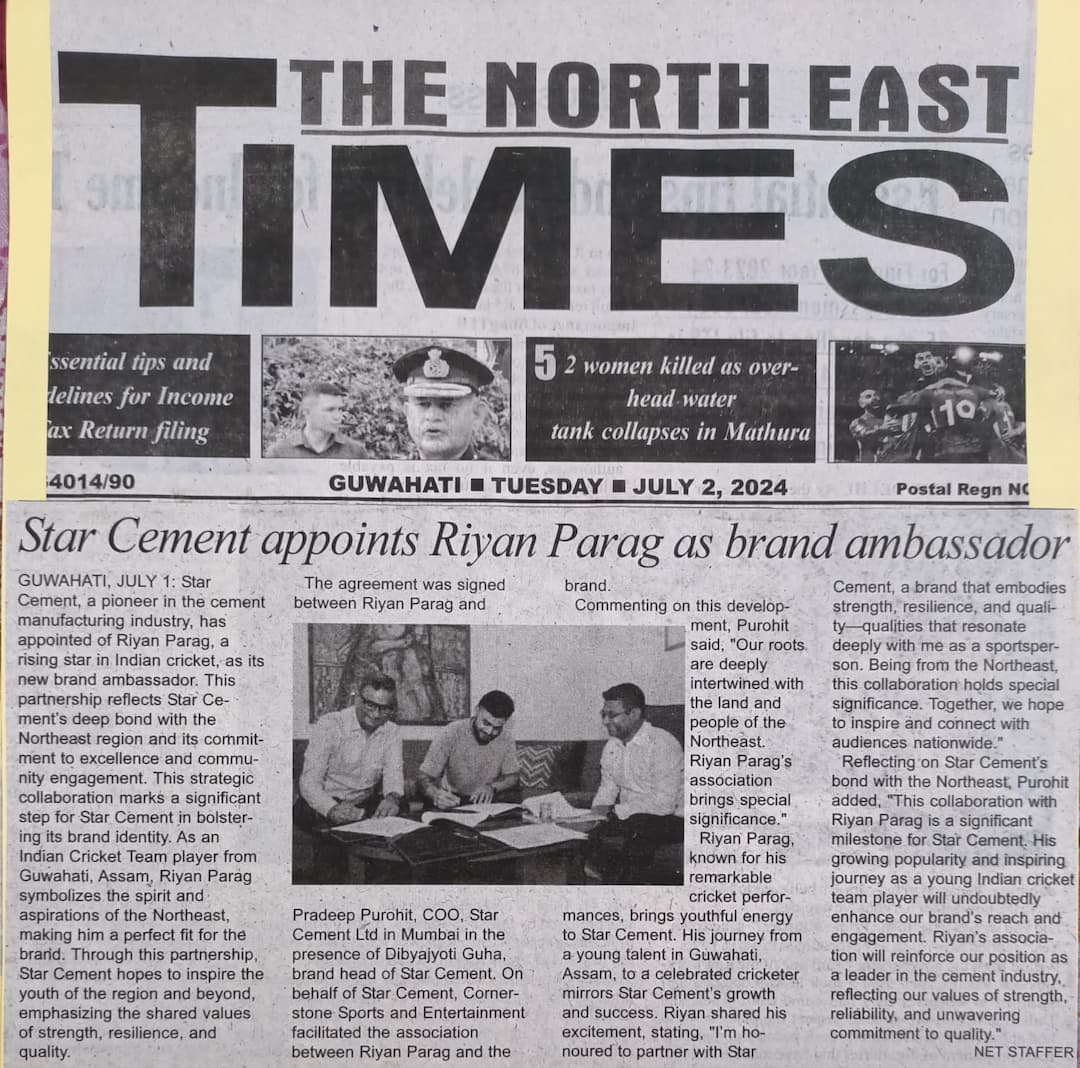 THE NORTH EAST
TIMES
ssential tips and
delines for Income
ax Return filing
5 2 women killed as over-
head water
tank collapses in Mathura
19
4014/90
GUWAHATI ■ TUESDAY ■ JULY 2, 2024
Postal Regn NO
Star Cement appoints Riyan Parag as brand ambassador
GUWAHATI, JULY 1: Star
Cement, a pioneer in the cement
manufacturing industry, has
appointed of Riyan Parag, a
rising star in Indian cricket, as its
new brand ambassador. This
partnership reflects Star Ce-
ment's deep bond with the
Northeast region and its commit-
ment to excellence and commu-
nity engagement. This strategic
collaboration marks a significant
step for Star Cement in bolster-
ing its brand identity. As an
Indian Cricket Team player from
Guwahati, Assam, Riyan Parag
symbolizes the spirit and
aspirations of the Northeast,
making him a perfect fit for the
brand. Through this partnership,
Star Cement hopes to inspire the
youth of the region and beyond,
emphasizing the shared values
of strength, resilience, and
quality.
The agreement was signed
between Riyan Parag and
Pradeep Purohit, COO, Star
Cement Ltd in Mumbai in the
presence of Dibyajyoti Guha,
brand head of Star Cement. On
behalf of Star Cement, Corner-
stone Sports and Entertainment
facilitated the association
between Riyan Parag and the
brand.
Commenting on this develop-
ment, Purohit
said, "Our roots
are deeply
intertwined with
the land and
people of the
Northeast.
Riyan Parag's
association
brings special
significance."
Riyan Parag,
known for his
remarkable
cricket perfor-
mances, brings youthful energy
to Star Cement. His journey from
a young talent in Guwahati,
Assam, to a celebrated cricketer
mirrors Star Cement's growth
and success. Riyan shared his
excitement, stating, "I'm ho-
noured to partner with Star
Cement, a brand that embodies
strength, resilience, and quali-
ty—qualities that resonate
deeply with me as a sportsper-
son. Being from the Northeast,
this collaboration holds special
significance. Together, we hope
to inspire and connect with
audiences nationwide."
Reflecting on Star Cement's
bond with the Northeast, Purohit
added, "This collaboration with
Riyan Parag is a significant
milestone for Star Cement. His
growing popularity and inspiring
journey as a young Indian cricket
team player will undoubtedly
enhance our brand's reach and
engagement. Riyan's associa-
tion will reinforce our position as
a leader in the cement industry,
reflecting our values of strength,
reliability, and unwavering
commitment to quality."
NET STAFFER